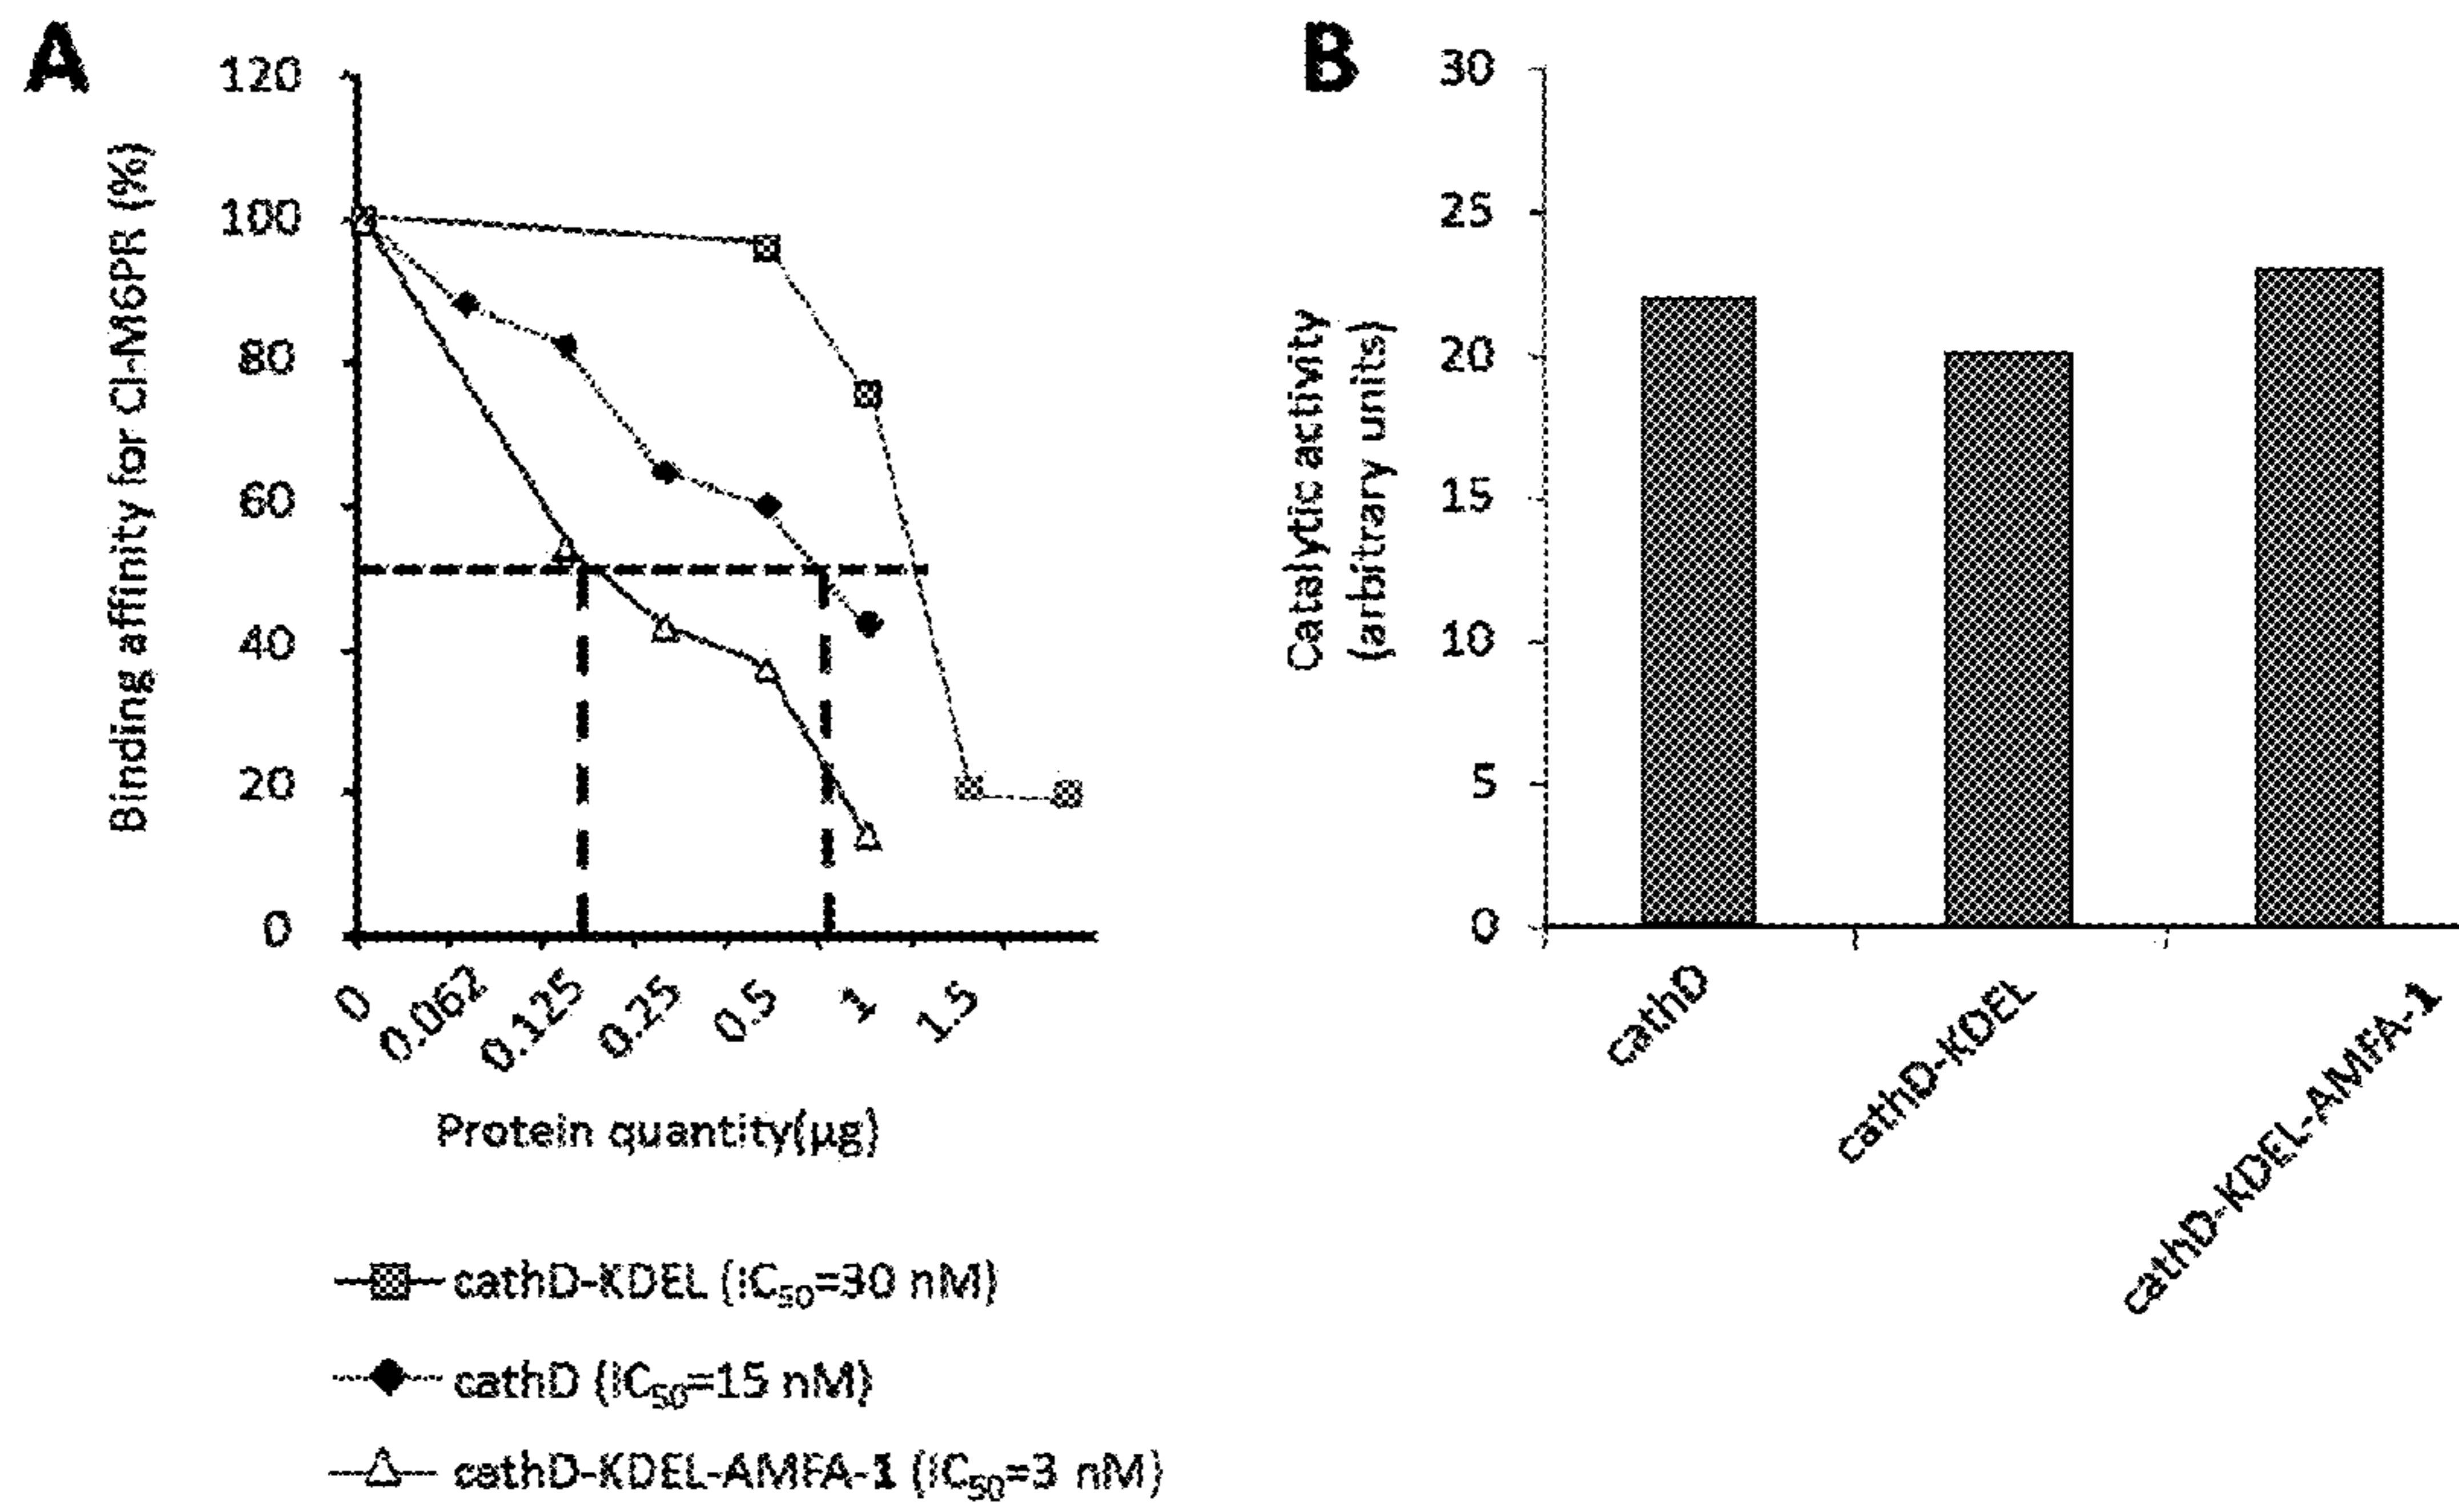 A
120
100
80
60
40
20
0
Binding affinity for CI-M6PR (%)
0
0.062
0.125
0.25
0.5
1
1.5
Protein quantity(µg)
cathD-KDEL (IC50=30 nM)
cathD (IC50=15 nM)
cathD-KDEL-AMFA-1 (IC50=3 nM)
B
30
25
20
15
10
5
0
Catalytic activity
(arbitrary units)
cathD
cathD-KDEL
cathD-KDEL-AMFA-1